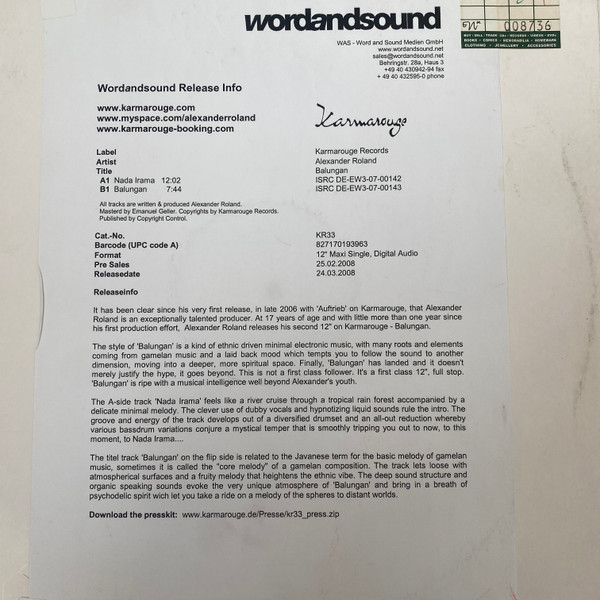 wordandsound
WAS - Word and Sound Medien GmbH
www.wordandsound.net
sales@wordandsound.net
Behringstr. 28a, Haus 3
+49 40 430942-94 fax
+ 49 40 432595-0 phone
Nº 008736
BUY · SELL · TRADE
CLOTHING · JEWELLERY · ACCESSORIES
Wordandsound Release Info
www.karmarouge.com
www.myspace.com/alexanderroland
www.karmarouge-booking.com
Karmarouge
Label Karmarouge Records
Artist Alexander Roland
Title Balungan
A1 Nada Irama 12:02 ISRC DE-EW3-07-00142
B1 Balungan 7:44 ISRC DE-EW3-07-00143
All tracks are written & produced Alexander Roland.
Masterd by Emanuel Geller. Copyrights by Karmarouge Records.
Published by Copyright Control.
Cat.-No. KR33
Barcode (UPC code A) 827170193963
Format 12" Maxi Single, Digital Audio
Pre Sales 25.02.2008
Releasedate 24.03.2008
Releaseinfo
It has been clear since his very first release, in late 2006 with 'Auftrieb' on Karmarouge, that Alexander
Roland is an exceptionally talented producer. At 17 years of age and with little more than one year since
his first production effort, Alexander Roland releases his second 12" on Karmarouge - Balungan.
The style of 'Balungan' is a kind of ethnic driven minimal electronic music, with many roots and elements
coming from gamelan music and a laid back mood which tempts you to follow the sound to another
dimension, moving into a deeper, more spiritual space. Finally, 'Balungan' has landed and it doesn't
merely justify the hype, it goes beyond. This is not a first class follower. It's a first class 12", full stop.
'Balungan' is ripe with a musical intelligence well beyond Alexander's youth.
The A-side track 'Nada Irama' feels like a river cruise through a tropical rain forest accompanied by a
delicate minimal melody. The clever use of dubby vocals and hypnotizing liquid sounds rule the intro. The
groove and energy of the track develops out of a diversified drumset and an all-out reduction whereby
various bassdrum variations conjure a mystical temper that is smoothly tripping you out to now, to this
moment, to Nada Irama....
The titel track 'Balungan' on the flip side is related to the Javanese term for the basic melody of gamelan
music, sometimes it is called the "core melody" of a gamelan composition. The track lets loose with
atmospherical surfaces and a fruity melody that heightens the ethnic vibe. The deep sound structure and
organic speaking sounds evoke the very unique atmosphere of 'Balungan' and bring in a breath of
psychodelic spirit wich let you take a ride on a melody of the spheres to distant worlds.
Download the presskit: www.karmarouge.de/Presse/kr33_press.zip